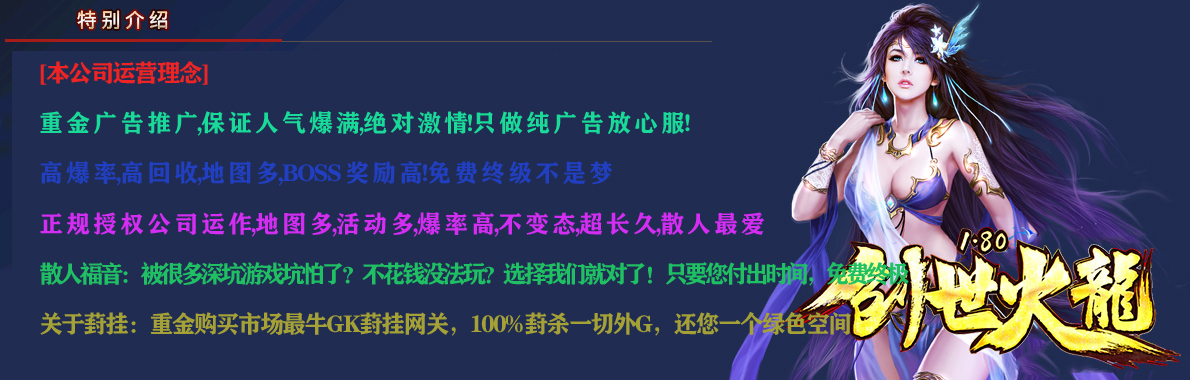 特别介绍
[本公司运营理念]
重金广告推广,保证人气爆满,绝对激情!只做纯广告放心服!
高爆率,高回收,地图多,BOSS奖励高!免费终级不是梦
正规授权公司运作,地图多,活动多,爆率高,不变态,超长久,散人最爱
散人福音：被很多深坑游戏坑怕了？不花钱没法玩？选择我们就对了！只要您付出时间，免费终极
关于葑挂：重金购买市场最牛GK葑挂网关，100%葑杀一切外G，还您一个绿色空间
1·80
创世火龍